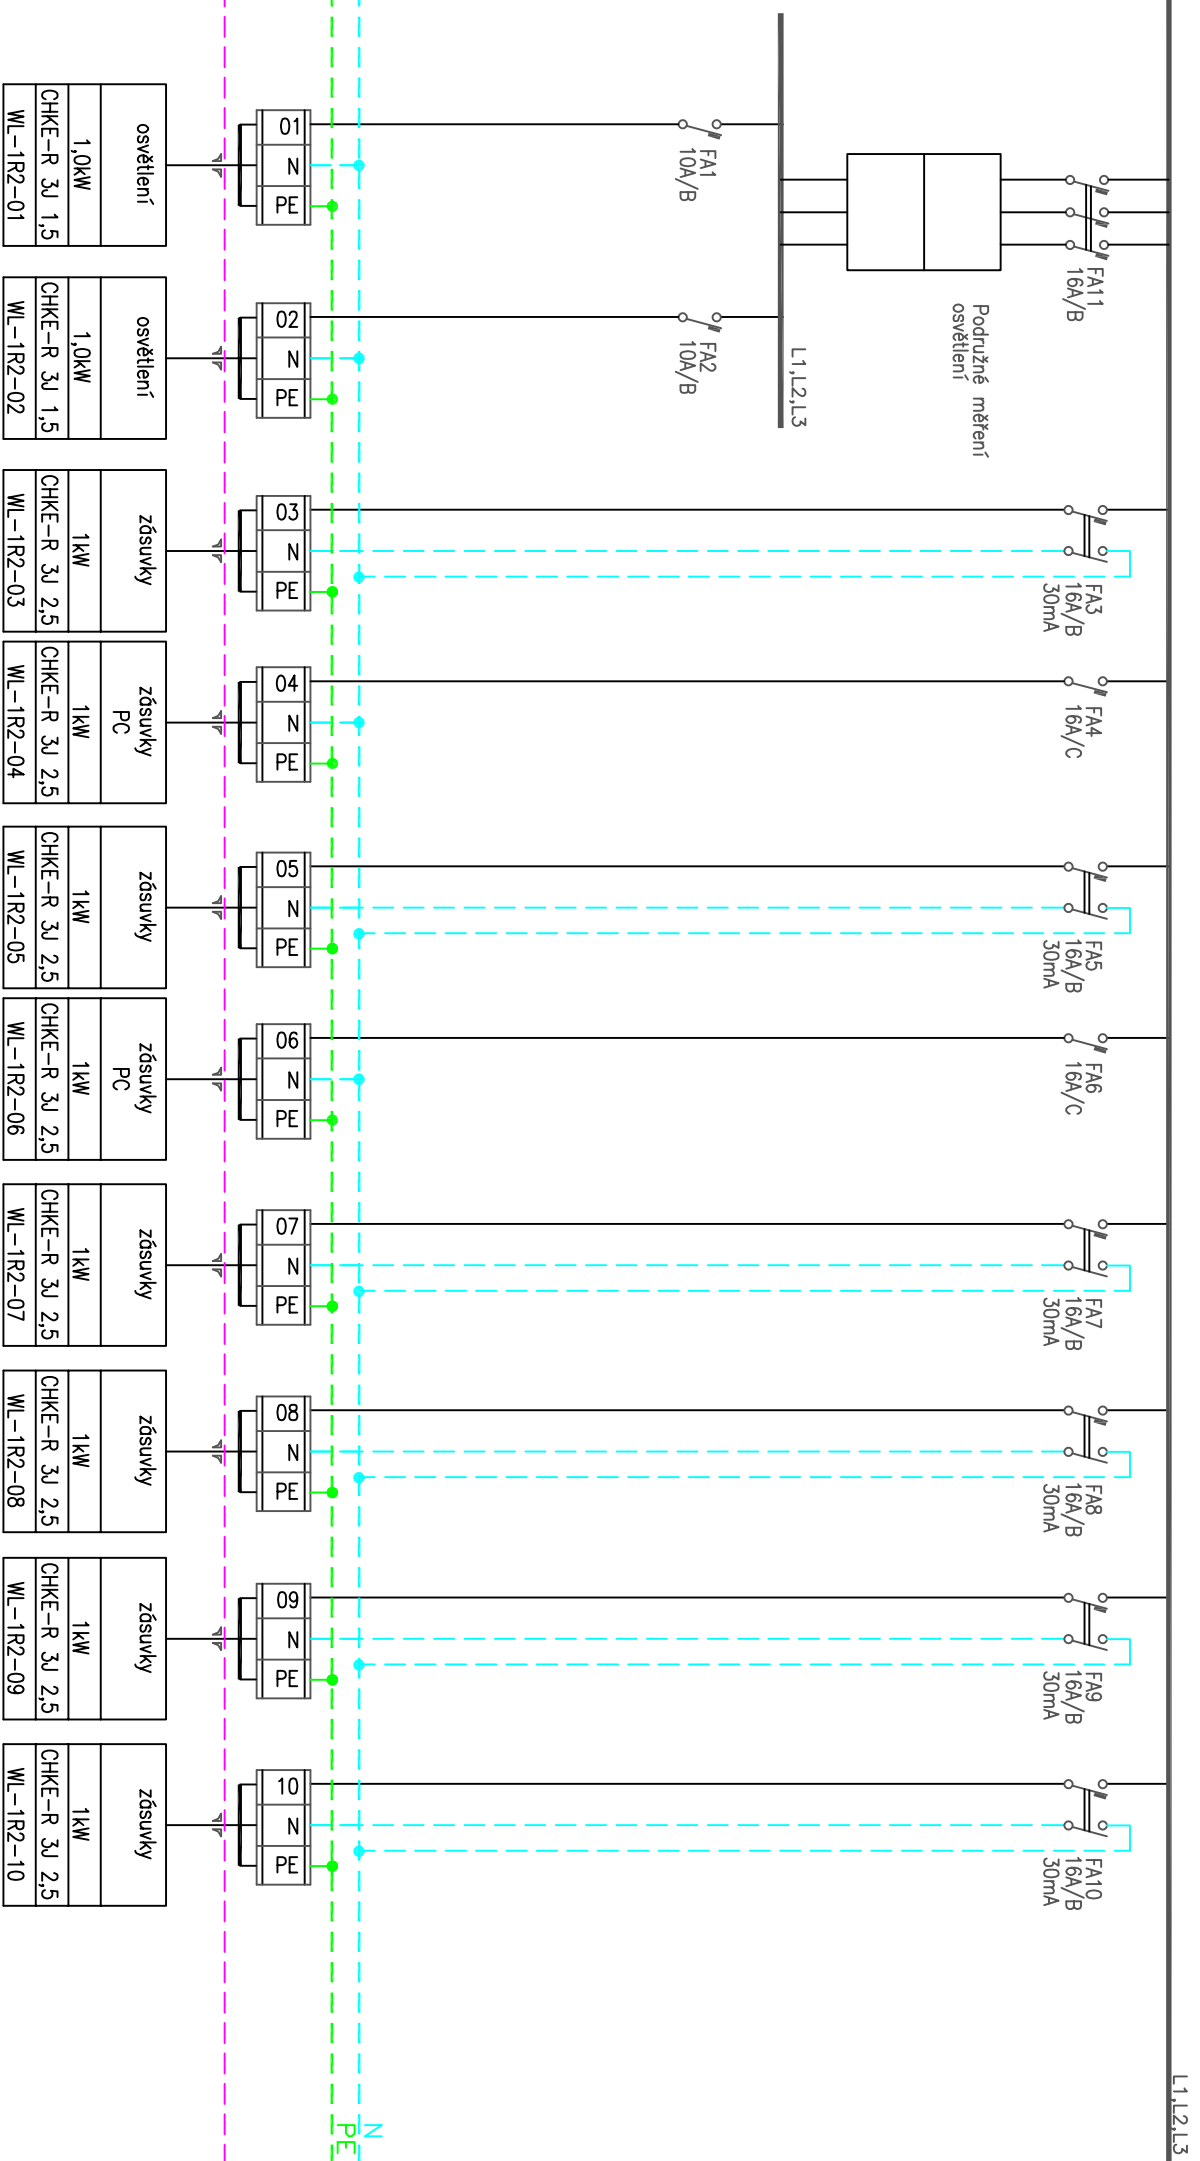 L1,L2,L3
FA11
16A/B
Podružné měření
osvětlení
L1,L2,L3
FA1
10A/B
FA2
10A/B
FA3
16A/B
30mA
FA4
16A/C
FA5
16A/B
30mA
FA6
16A/C
FA7
16A/B
30mA
FA8
16A/B
30mA
FA9
16A/B
30mA
FA10
16A/B
30mA
N
PE
01
N
PE
02
N
PE
03
N
PE
04
N
PE
05
N
PE
06
N
PE
07
N
PE
08
N
PE
09
N
PE
10
N
PE
osvětlení
1,0kW
CHKE-R 3J 1,5
WL-1R2-01
osvětlení
1,0kW
CHKE-R 3J 1,5
WL-1R2-02
zásuvky
1kW
CHKE-R 3J 2,5
WL-1R2-03
zásuvky
PC
1kW
CHKE-R 3J 2,5
WL-1R2-04
zásuvky
1kW
CHKE-R 3J 2,5
WL-1R2-05
zásuvky
PC
1kW
CHKE-R 3J 2,5
WL-1R2-06
zásuvky
1kW
CHKE-R 3J 2,5
WL-1R2-07
zásuvky
1kW
CHKE-R 3J 2,5
WL-1R2-08
zásuvky
1kW
CHKE-R 3J 2,5
WL-1R2-09
zásuvky
1kW
CHKE-R 3J 2,5
WL-1R2-10